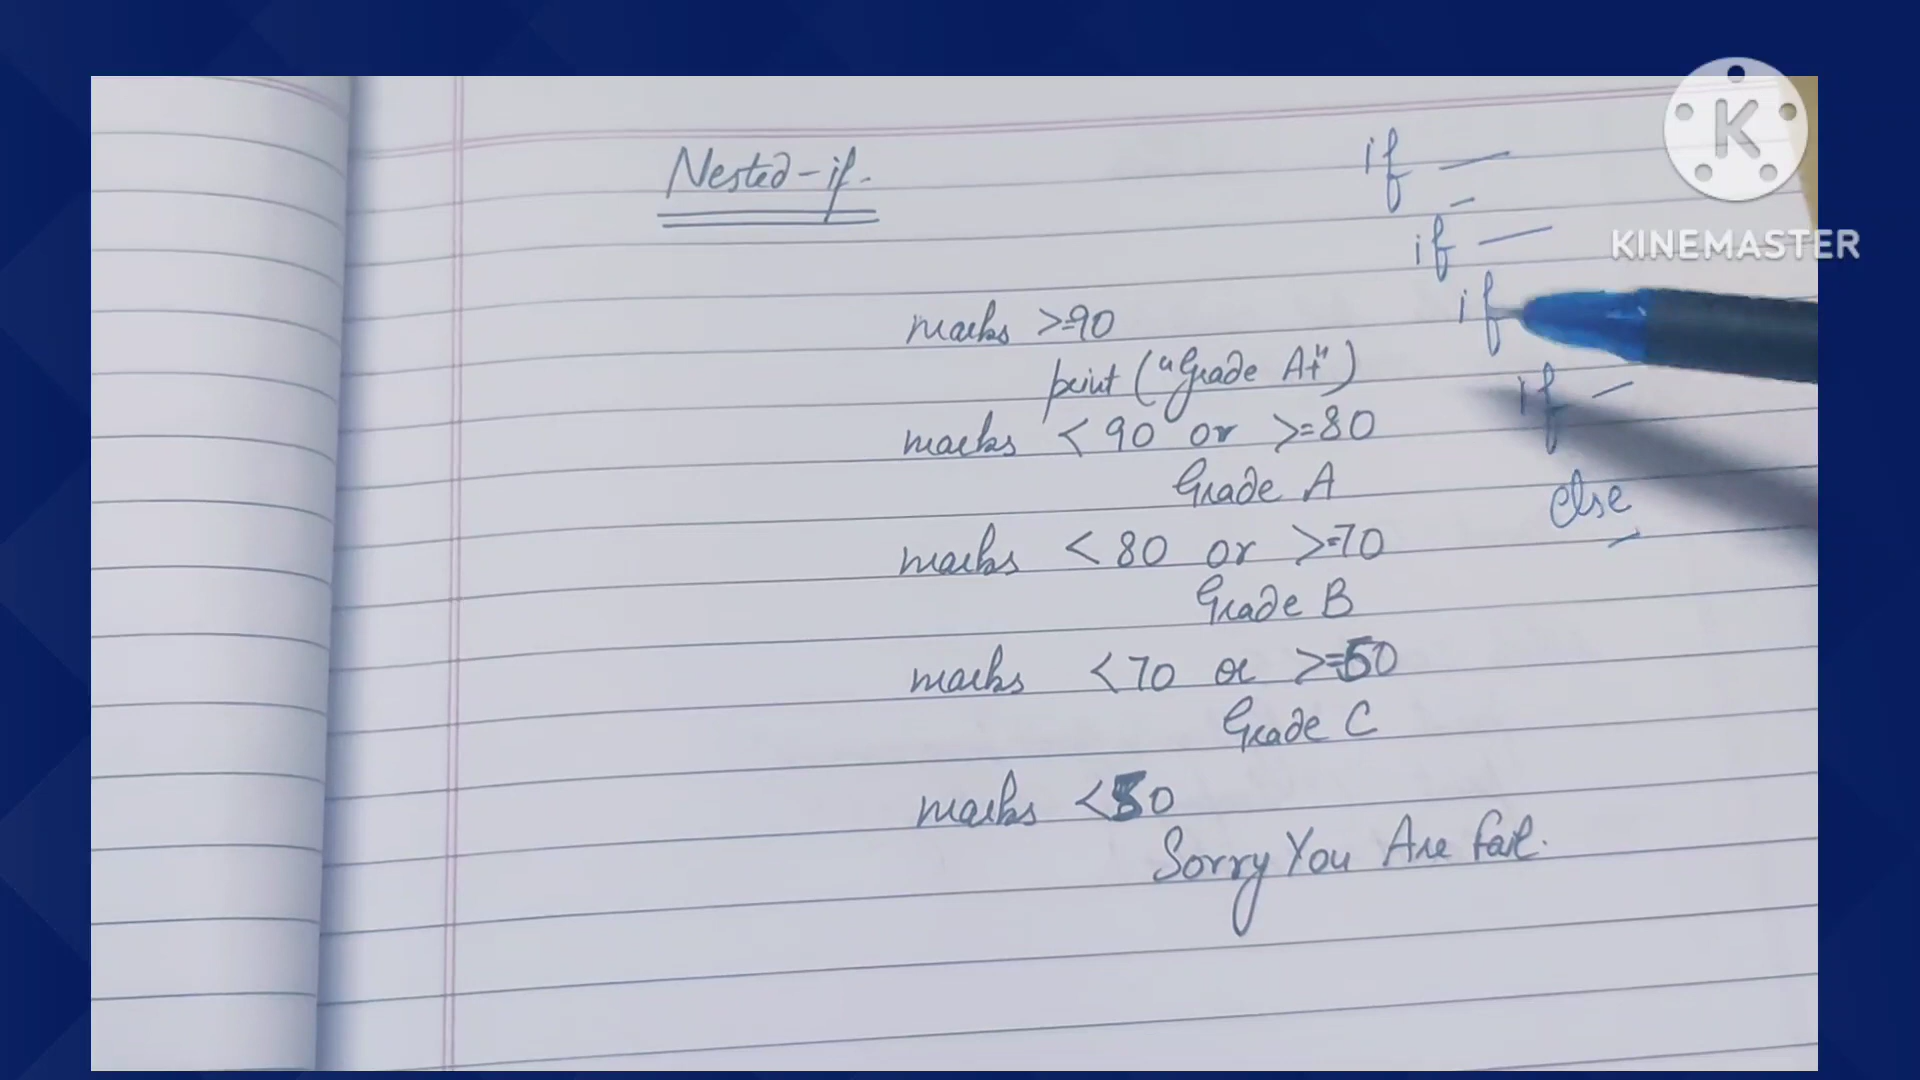 Nested-if.
if —
if —
if
if —
else
marks >=90
print ("Grade A+")
marks < 90 or >=80
Grade A
marks < 80 or >=70
Grade B
marks <70 or >=50
Grade C
marks <50
Sorry You Are Fail.
K
KINEMASTER